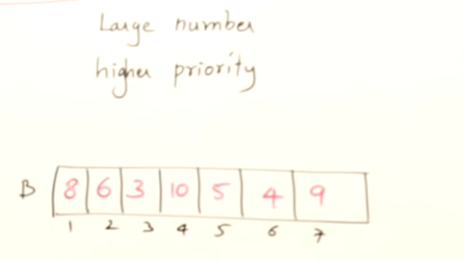 Large number
higher priority
B 8 6 3 10 5 4 9
1 2 3 4 5 6 7